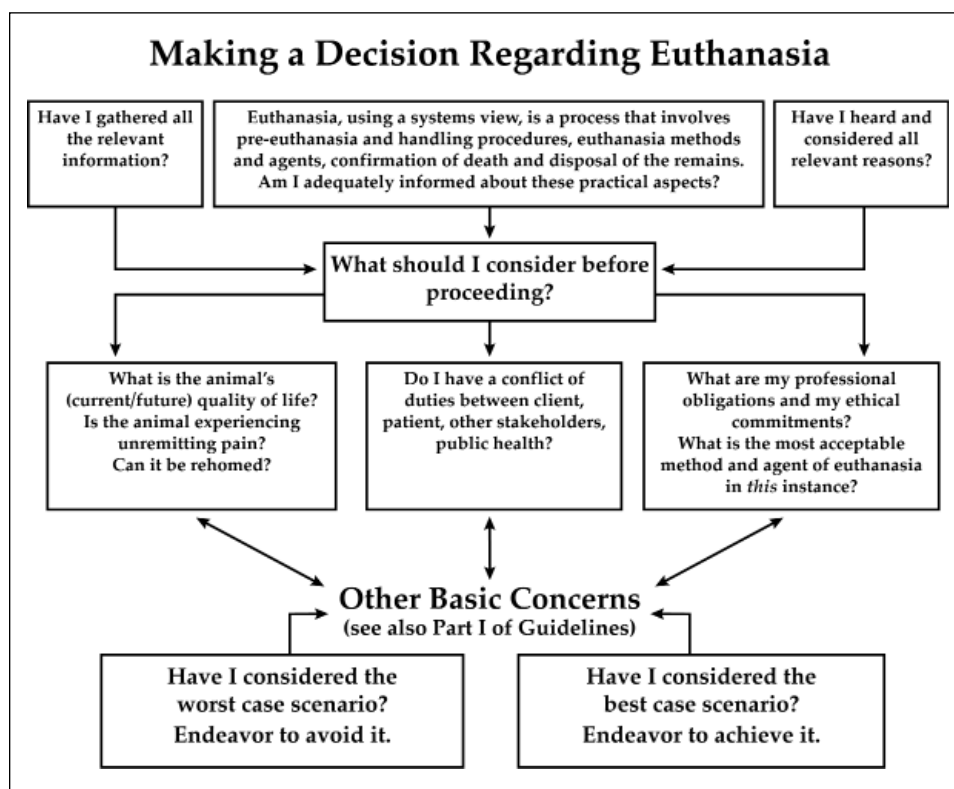 Making a Decision Regarding Euthanasia
Have I gathered all
the relevant
information?
Euthanasia, using a systems view, is a process that involves
pre-euthanasia and handling procedures, euthanasia methods
and agents, confirmation of death and disposal of the remains.
Am I adequately informed about these practical aspects?
Have I heard and
considered all
relevant reasons?
What should I consider before
proceeding?
What is the animal's
(current/future) quality of life?
Is the animal experiencing
unremitting pain?
Can it be rehomed?
Do I have a conflict of
duties between client,
patient, other stakeholders,
public health?
What are my professional
obligations and my ethical
commitments?
What is the most acceptable
method and agent of euthanasia
in this instance?
Other Basic Concerns
(see also Part I of Guidelines)
Have I considered the
worst case scenario?
Endeavor to avoid it.
Have I considered the
best case scenario?
Endeavor to achieve it.